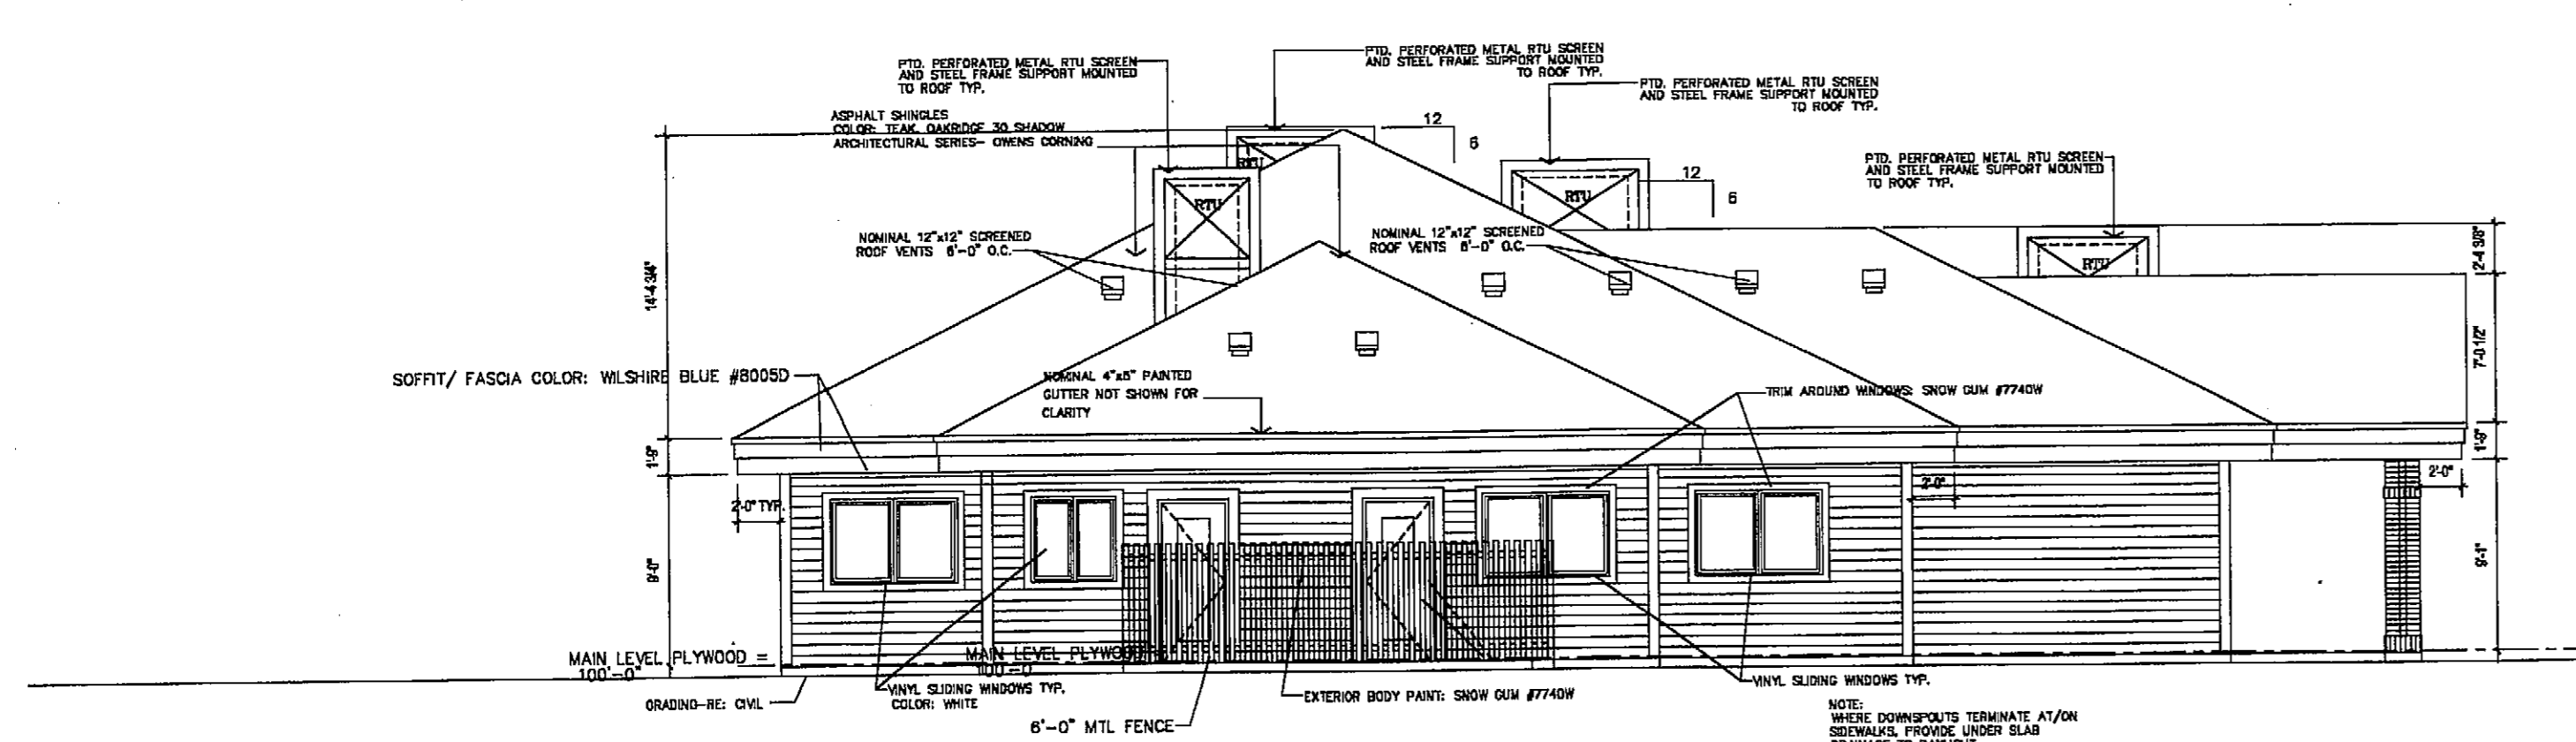 PTD. PERFORATED METAL RTU SCREEN
AND STEEL FRAME SUPPORT MOUNTED
TO ROOF TYP.
PTD. PERFORATED METAL RTU SCREEN
AND STEEL FRAME SUPPORT MOUNTED
TO ROOF TYP.
PTD. PERFORATED METAL RTU SCREEN
AND STEEL FRAME SUPPORT MOUNTED
TO ROOF TYP.
PTD. PERFORATED METAL RTU SCREEN
AND STEEL FRAME SUPPORT MOUNTED
TO ROOF TYP.
ASPHALT SHINGLES
COLOR: TEAK, OAKRIDGE 30 SHADOW
ARCHITECTURAL SERIES- OWENS CORNING
12
6
12
6
RTU
RTU
RTU
RTU
NOMINAL 12"x12" SCREENED
ROOF VENTS 6'-0" O.C.
NOMINAL 12"x12" SCREENED
ROOF VENTS 6'-0" O.C.
14'-4 3/4"
2'-4 3/8"
7'-0 1/2"
SOFFIT/ FASCIA COLOR: WILSHIRE BLUE #8005D
NOMINAL 4"x5" PAINTED
GUTTER NOT SHOWN FOR
CLARITY
TRIM AROUND WINDOWS: SNOW GUM #7740W
1'-9"
1'-9"
2'-0" TYP.
2'-0"
2'-0"
9'-0"
9'-1"
MAIN LEVEL PLYWOOD =
100'-0"
MAIN LEVEL PLYWOOD =
100'-0"
GRADING-RE: CIVIL
VINYL SLIDING WINDOWS TYP.
COLOR: WHITE
6'-0" MTL FENCE
EXTERIOR BODY PAINT: SNOW GUM #7740W
VINYL SLIDING WINDOWS TYP.
NOTE:
WHERE DOWNSPOUTS TERMINATE AT/ON
SIDEWALKS, PROVIDE UNDER SLAB